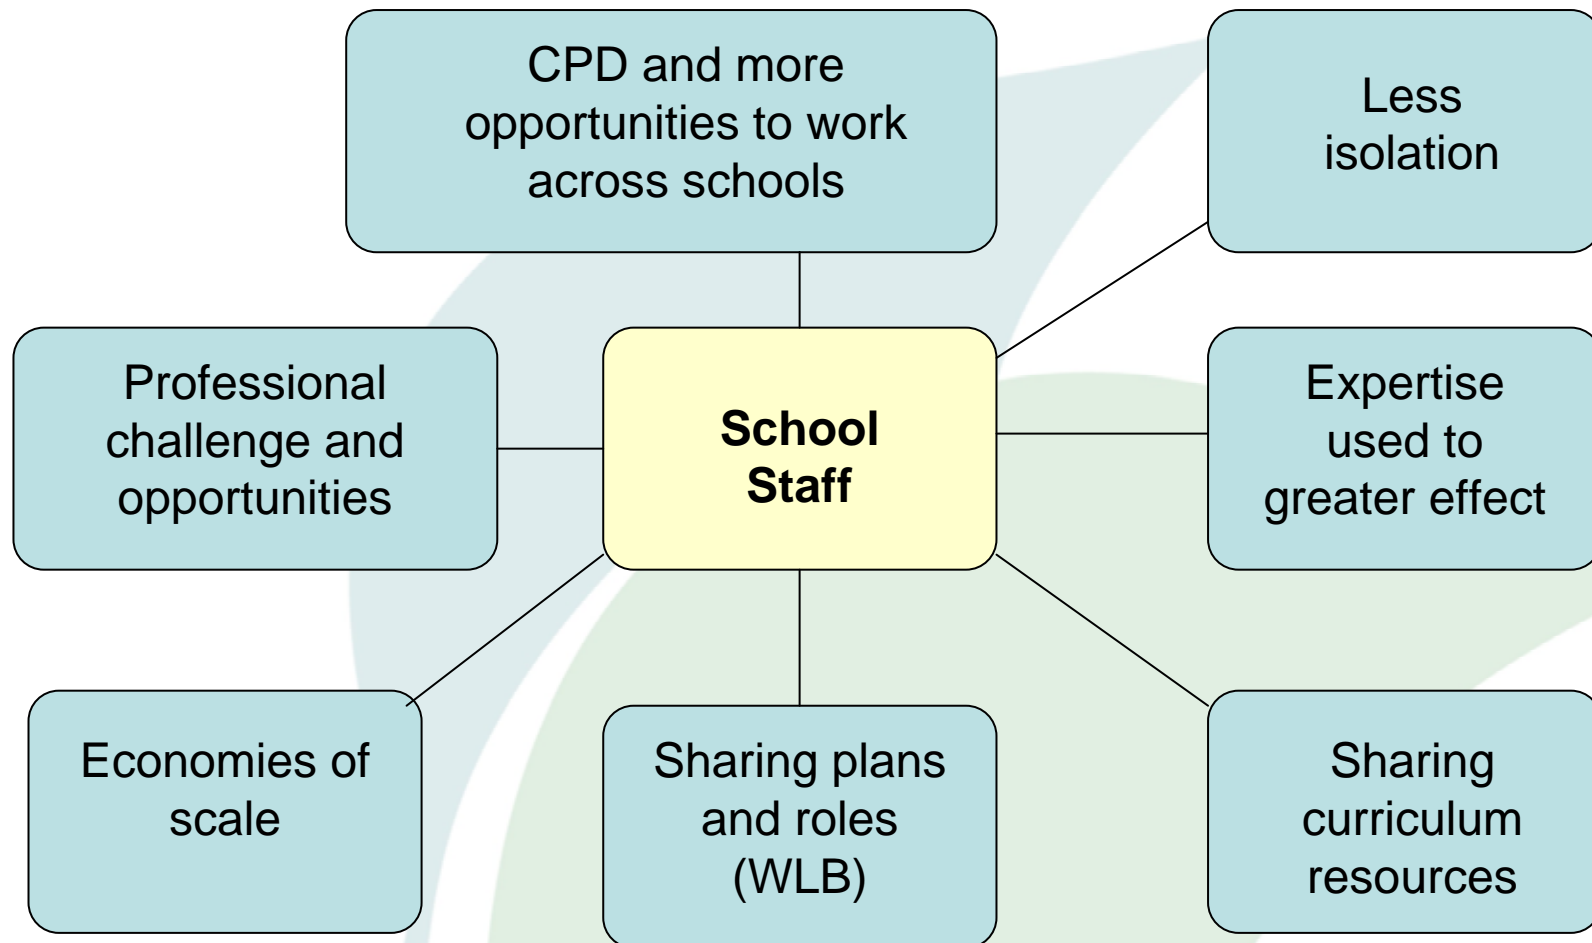 CPD and more
opportunities to work
across schools
Less
isolation
Professional
challenge and
opportunities
School
Staff
Expertise
used to
greater effect
Economies of
scale
Sharing plans
and roles
(WLB)
Sharing
curriculum
resources